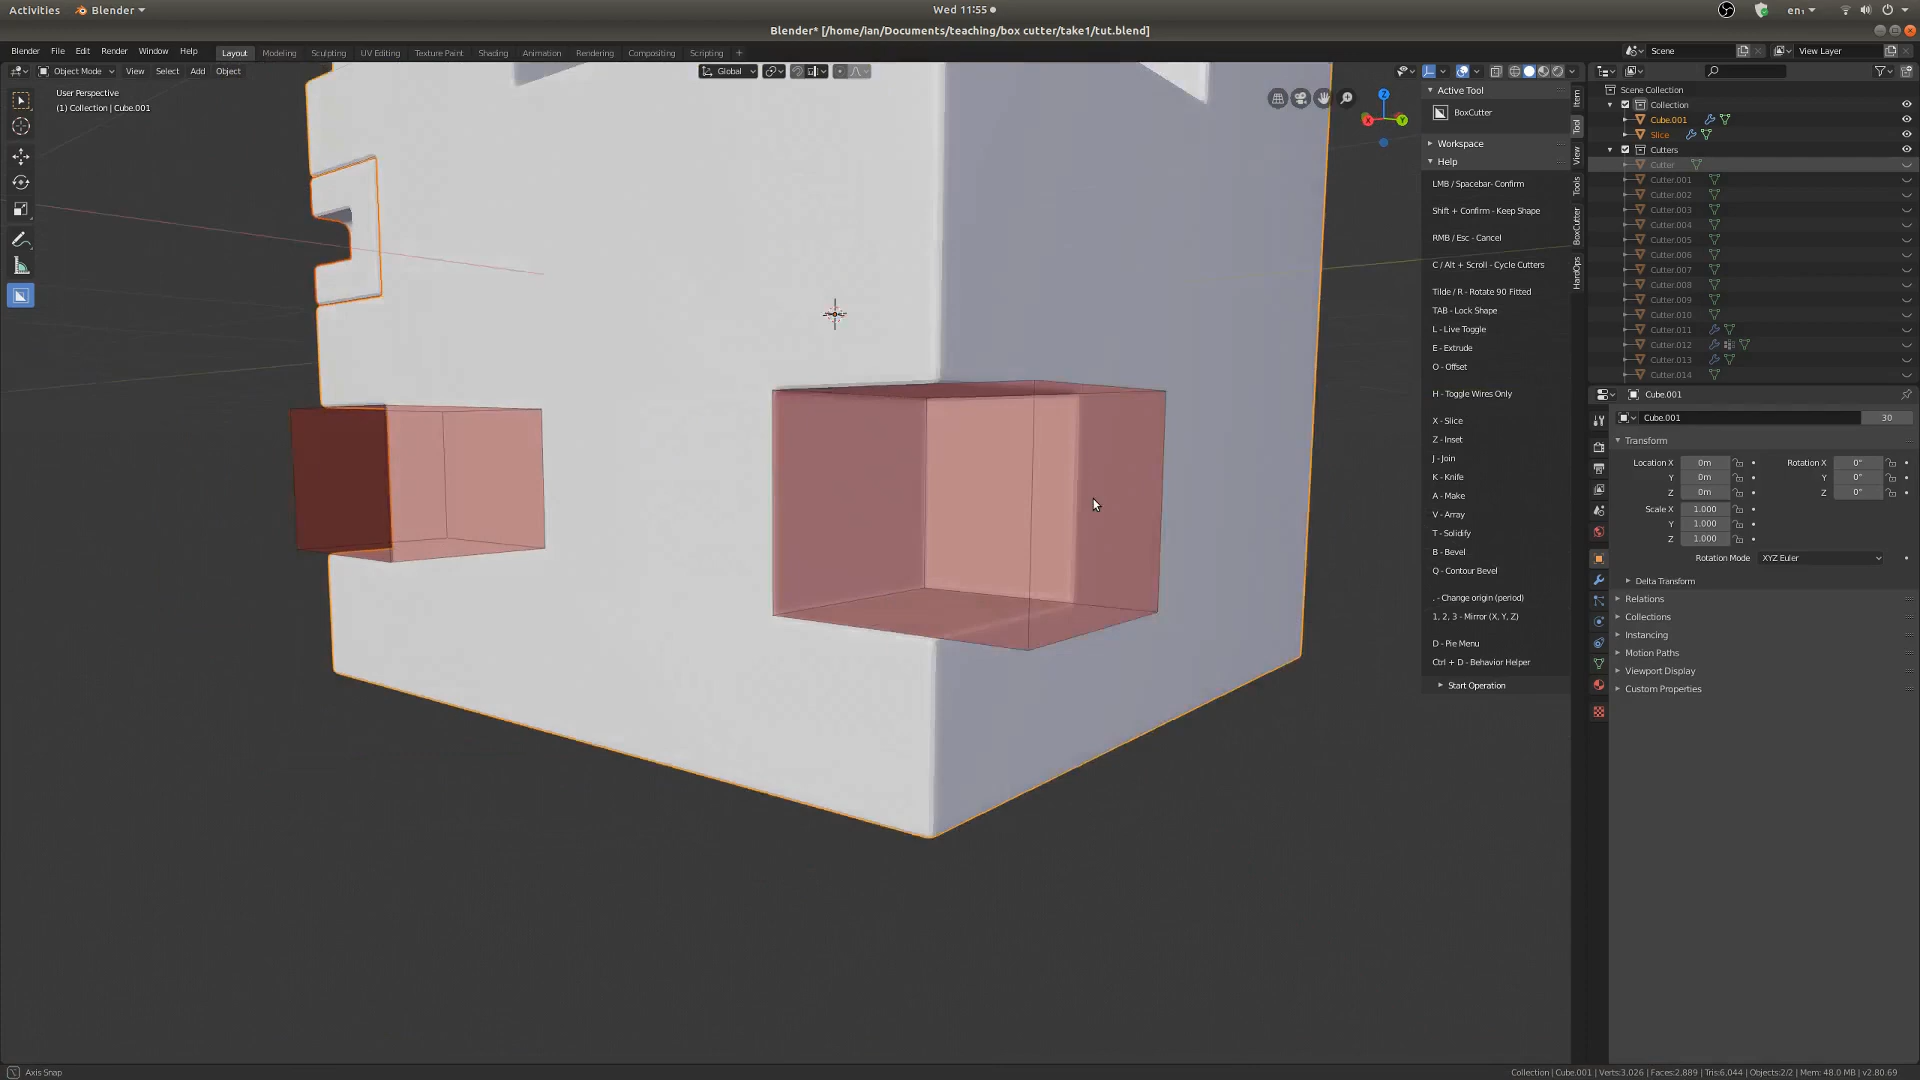 Activities Blender Wed 11:55 en₁
Blender* [/home/ian/Documents/teaching/box cutter/take1/tut.blend]
Blender File Edit Render Window Help Layout Modeling Sculpting UV Editing Texture Paint Shading Animation Rendering Compositing Scripting + Scene View Layer
Object Mode View Select Add Object Global
User Perspective
(1) Collection | Cube.001
Active Tool
BoxCutter
Workspace
Help
LMB / Spacebar- Confirm
Shift + Confirm - Keep Shape
RMB / Esc - Cancel
C / Alt + Scroll - Cycle Cutters
Tilde / R - Rotate 90 Fitted
TAB - Lock Shape
L - Live Toggle
E - Extrude
O - Offset
H - Toggle Wires Only
X - Slice
Z - Inset
J - Join
K - Knife
A - Make
V - Array
T - Solidify
B - Bevel
Q - Contour Bevel
. - Change origin (period)
1, 2, 3 - Mirror (X, Y, Z)
D - Pie Menu
Ctrl + D - Behavior Helper
Start Operation
Item
Tool
View
Tools
BoxCutter
HardOps
Z
X
Y
Scene Collection
Collection
Cube.001
Slice
Cutters
Cutter
Cutter.001
Cutter.002
Cutter.003
Cutter.004
Cutter.005
Cutter.006
Cutter.007
Cutter.008
Cutter.009
Cutter.010
Cutter.011
Cutter.012
Cutter.013
Cutter.014
Cube.001
Cube.001 30
Transform
Location X 0m Rotation X 0°
Y 0m Y 0°
Z 0m Z 0°
Scale X 1.000
Y 1.000
Z 1.000
Rotation Mode XYZ Euler
Delta Transform
Relations
Collections
Instancing
Motion Paths
Viewport Display
Custom Properties
Axis Snap
Collection | Cube.001 | Verts:3,026 | Faces:2,889 | Tris:6,044 | Objects:2/2 | Mem: 48.0 MB | v2.80.69